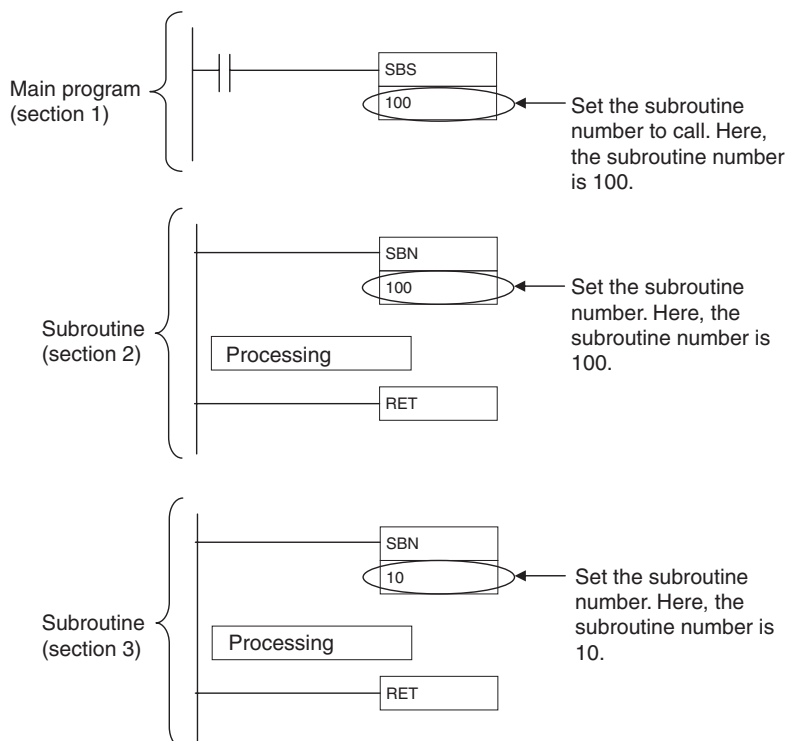 SBS
Main program
(section 1)
100
Set the subroutine
number to call. Here,
the subroutine number
is 100.
SBN
100
Set the subroutine
number. Here, the
subroutine number is
100.
Subroutine
(section 2)
Processing
RET
SBN
10
Set the subroutine
number. Here, the
subroutine number is
10.
Subroutine
(section 3)
Processing
RET